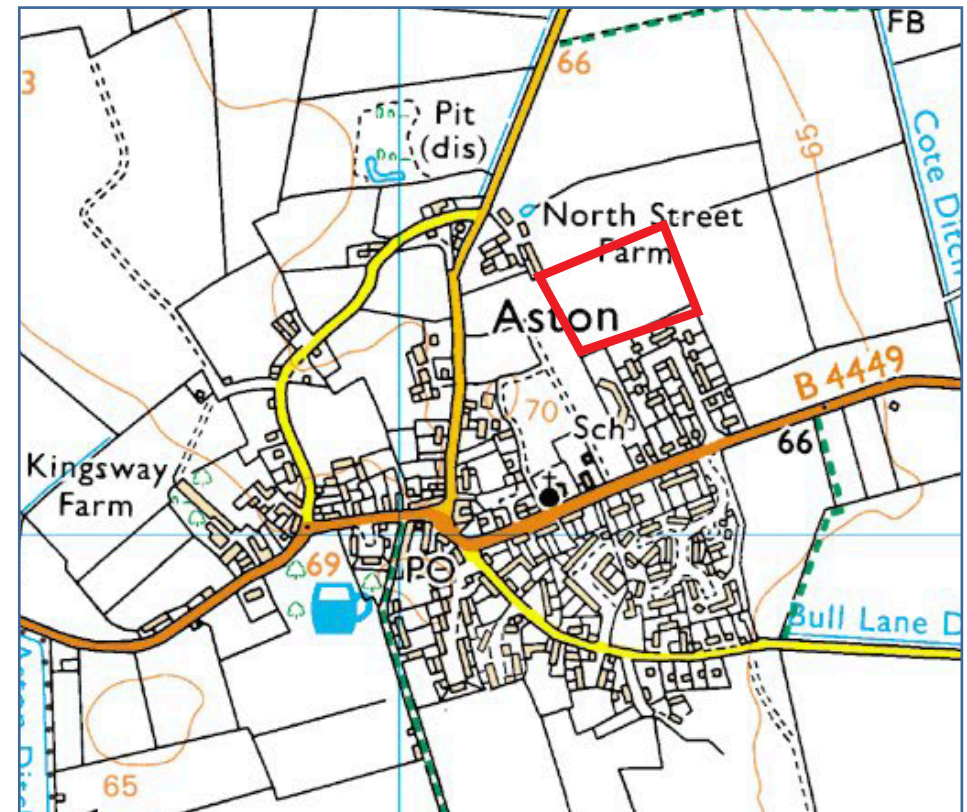 FB
66
3
Pit
(dis)
65
Cote Ditch
North Street
Farm
Aston
B 4449
70
Sch
66
Kingsway
Farm
69
PO
Bull Lane D
65